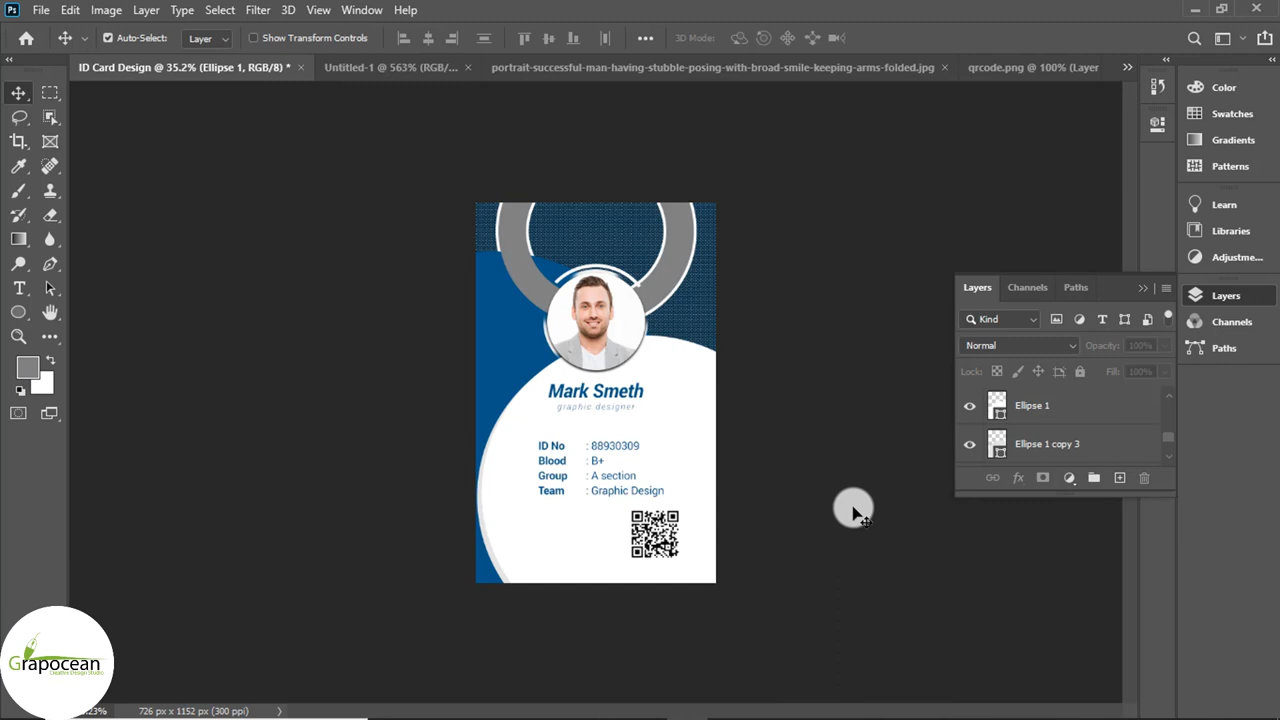 Ps File Edit Image Layer Type Select Filter 3D View Window Help
Auto-Select: Layer Show Transform Controls 3D Mode:
ID Card Design @ 35.2% (Ellipse 1, RGB/8) * × Untitled-1 @ 563% (RGB/... × portrait-successful-man-having-stubble-posing-with-broad-smile-keeping-arms-folded.jpg × qrcode.png @ 100% (Layer
Color
Swatches
Gradients
Patterns
Learn
Libraries
Adjustme...
Layers
Channels
Paths
Layers Channels Paths
Kind
Normal Opacity: 100%
Lock: Fill: 100%
Ellipse 1
Ellipse 1 copy 3
fx
Mark Smeth
graphic designer
ID No : 88930309
Blood : B+
Group : A section
Team : Graphic Design
Grapocean
Creative Design Studio
726 px x 1152 px (300 ppi)